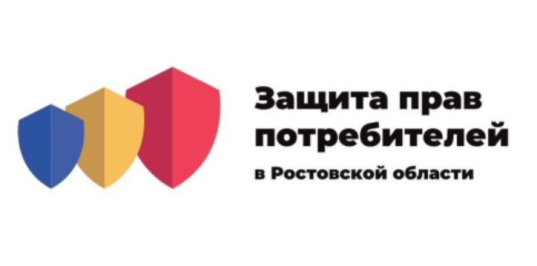 Защита прав
потребителей
в Ростовской области